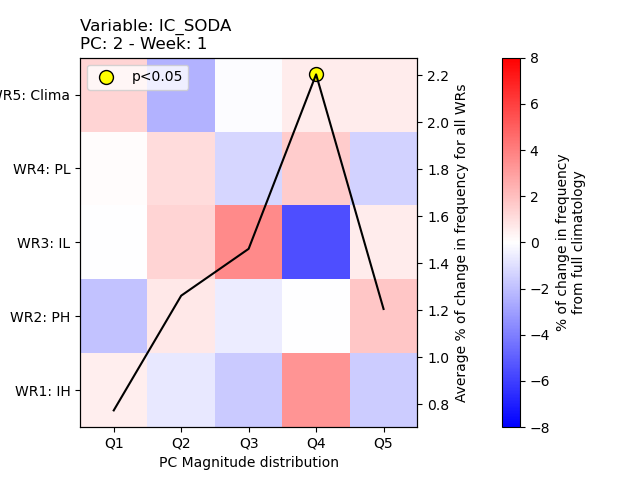 Variable: IC_SODA
PC: 2 - Week: 1
p<0.05
WR5: Clima
WR4: PL
WR3: IL
WR2: PH
WR1: IH
Q1 Q2 Q3 Q4 Q5
PC Magnitude distribution
2.2
2.0
1.8
1.6
1.4
1.2
1.0
0.8
Average % of change in frequency for all WRs
8
6
4
2
0
−2
−4
−6
−8
% of change in frequency
from full climatology